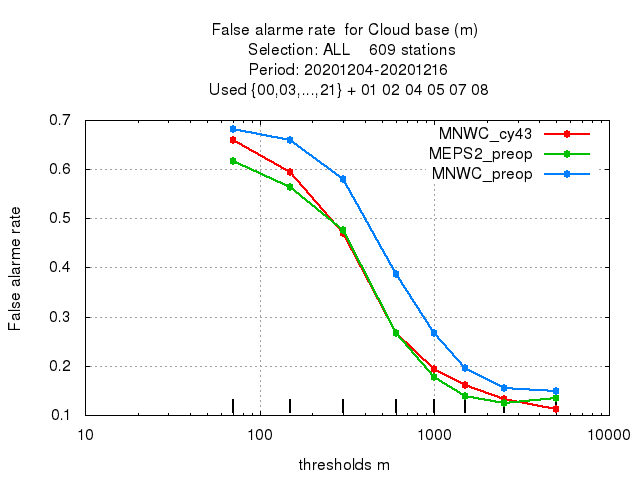 False alarme rate  for Cloud base (m)
Selection: ALL    609 stations
Period: 20201204-20201216
Used {00,03,...,21} + 01 02 04 05 07 08
MNWC_cy43
MEPS2_preop
MNWC_preop
False alarme rate
0.7
0.6
0.5
0.4
0.3
0.2
0.1
10
100
1000
10000
thresholds m